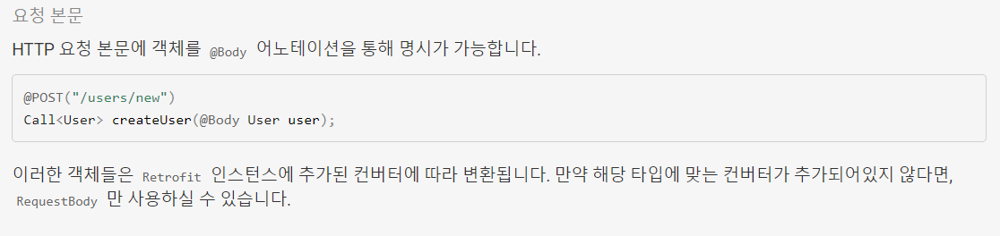 요청 본문
HTTP 요청 본문에 객체를 @Body 어노테이션을 통해 명시가 가능합니다.
@POST("/users/new")
Call<User> createUser(@Body User user);
이러한 객체들은 Retrofit 인스턴스에 추가된 컨버터에 따라 변환됩니다. 만약 해당 타입에 맞는 컨버터가 추가되어있지 않다면,
RequestBody 만 사용하실 수 있습니다.